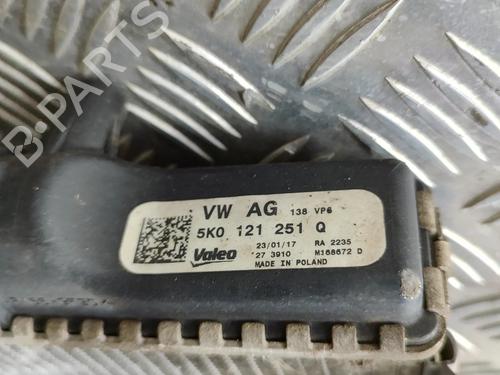 B-PARTS
VW AG 138 VP6
5K0 121 251 Q
Valeo 23/01/17 RA 2235
27 3910 M168672 D
MADE IN POLAND